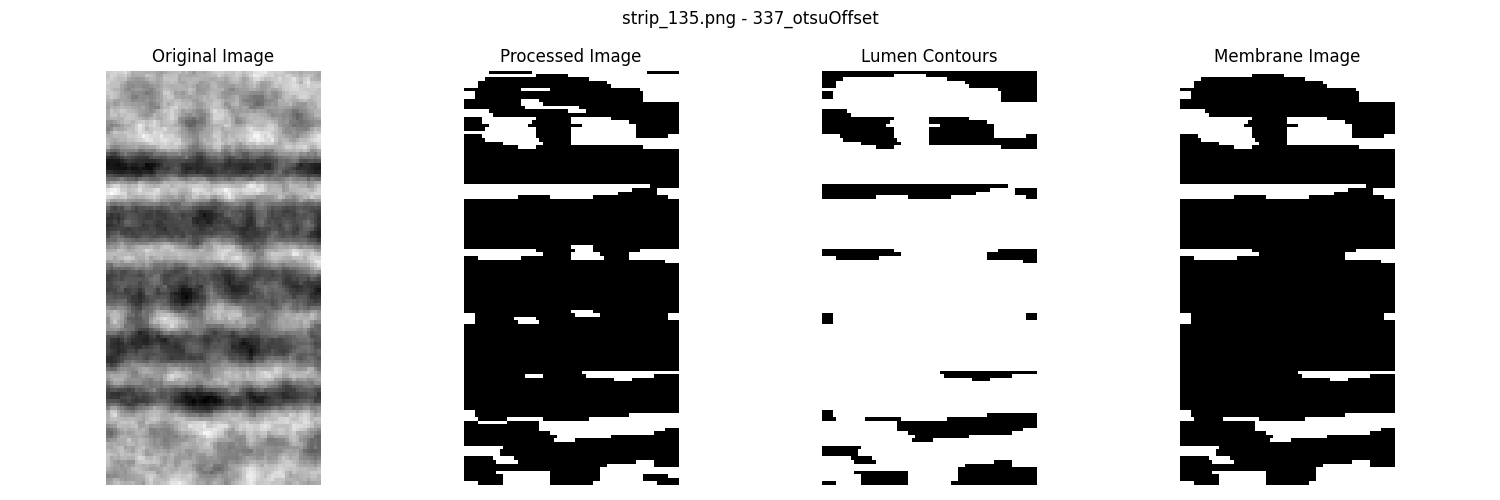 strip_135.png - 337_otsuOffset
Original Image
Processed Image
Lumen Contours
Membrane Image